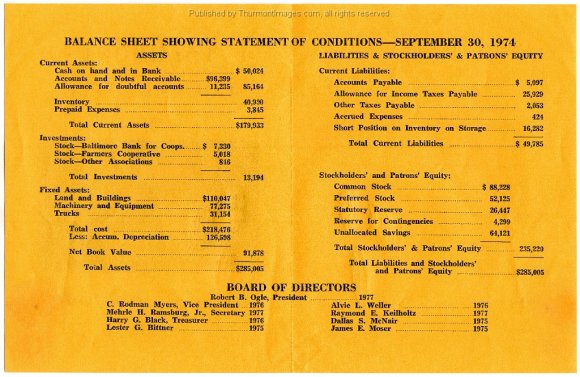 Published by ThurmontImages.com, all rights reserved.
BALANCE SHEET SHOWING STATEMENT OF CONDITIONS—SEPTEMBER 30, 1974
ASSETS
Current Assets:
Cash on hand and in Bank $ 50,024
Accounts and Notes Receivable $96,399
Allowance for doubtful accounts 11,235 85,164
Inventory 40,900
Prepaid Expenses 3,845
Total Current Assets $179,933
Investments:
Stock—Baltimore Bank for Coops. $ 7,330
Stock—Farmers Cooperative 5,018
Stock—Other Associations 846
Total Investments 13,194
Fixed Assets:
Land and Buildings $110,047
Machinery and Equipment 77,275
Trucks 31,154
Total cost $218,476
Less: Accum. Depreciation 126,598
Net Book Value 91,878
Total Assets $285,005
LIABILITIES & STOCKHOLDERS' & PATRONS' EQUITY
Current Liabilities:
Accounts Payable $ 5,097
Allowance for Income Taxes Payable 25,929
Other Taxes Payable 2,053
Accrued Expenses 424
Short Position on Inventory on Storage 16,282
Total Current Liabilities $ 49,785
Stockholders' and Patrons' Equity:
Common Stock $ 88,228
Preferred Stock 52,125
Statutory Reserve 26,447
Reserve for Contingencies 4,299
Unallocated Savings 64,121
Total Stockholders' & Patrons' Equity 235,220
Total Liabilities and Stockholders'
and Patrons' Equity $285,005
BOARD OF DIRECTORS
Robert B. Ogle, President 1977
C. Rodman Myers, Vice President 1976
Mehrle H. Ramsburg, Jr., Secretary 1977
Harry G. Black, Treasurer 1976
Lester G. Bittner 1975
Alvie L. Weller 1976
Raymond E. Keilholtz 1977
Dallas S. McNair 1975
James E. Moser 1975